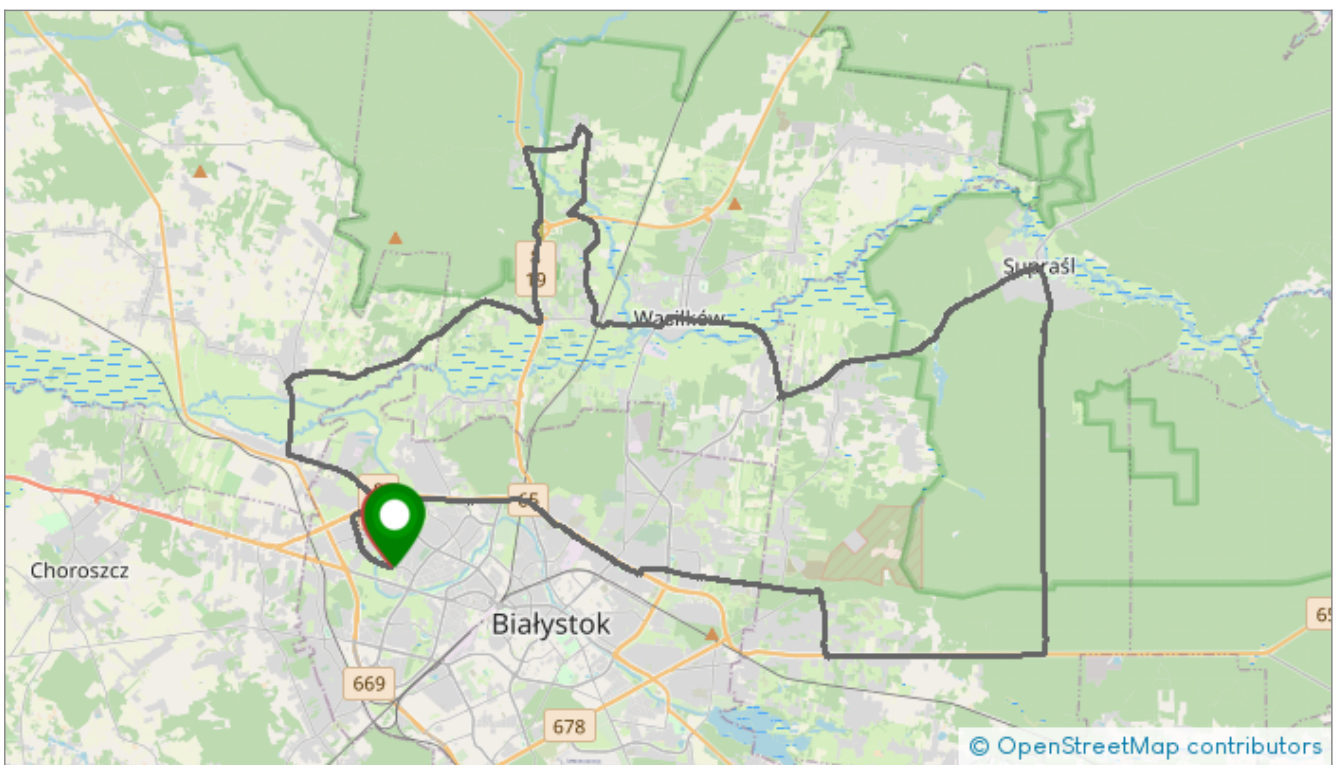 19
Supraśl
Wasilków
65
Choroszcz
65
Białystok
669
678
© OpenStreetMap contributors